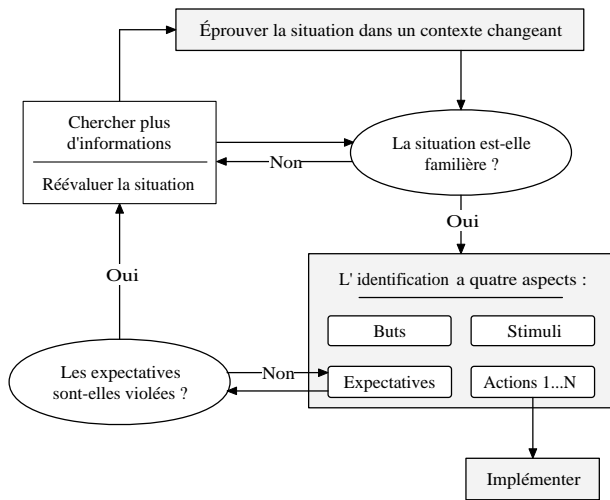 Éprouver la situation dans un contexte changeant
Chercher plus
d'informations
Réévaluer la situation
Non
La situation est-elle
familière ?
Oui
Oui
L' identification a quatre aspects :
Buts
Stimuli
Les expectatives
sont-elles violées ?
Non
Expectatives
Actions 1...N
Implémenter